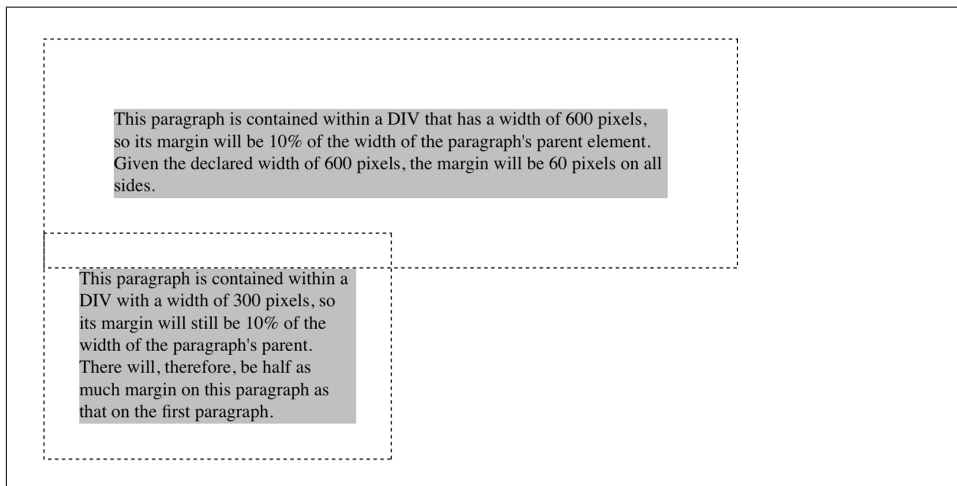 This paragraph is contained within a DIV that has a width of 600 pixels,
so its margin will be 10% of the width of the paragraph's parent element.
Given the declared width of 600 pixels, the margin will be 60 pixels on all
sides.
This paragraph is contained within a
DIV with a width of 300 pixels, so
its margin will still be 10% of the
width of the paragraph's parent.
There will, therefore, be half as
much margin on this paragraph as
that on the first paragraph.